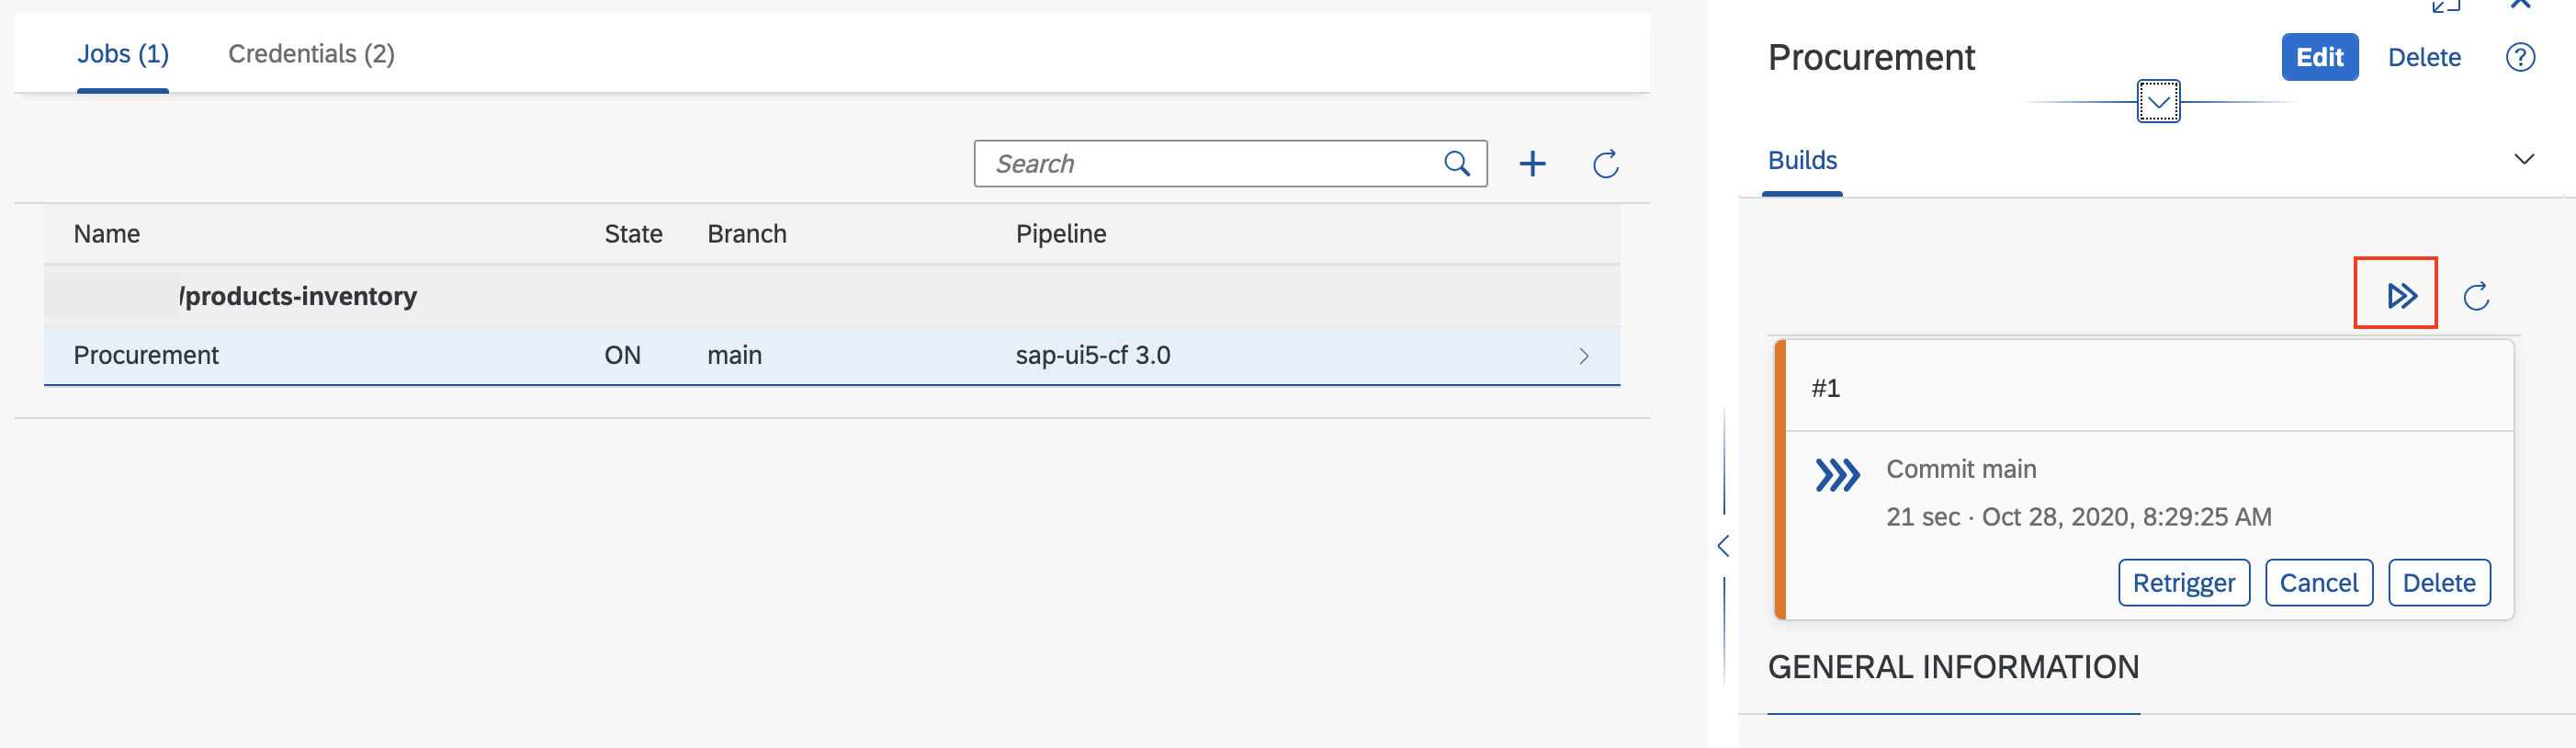 Jobs (1) Credentials (2)
Search
Name State Branch Pipeline
/products-inventory
Procurement ON main sap-ui5-cf 3.0
Procurement Edit Delete ?
Builds
#1
Commit main
21 sec · Oct 28, 2020, 8:29:25 AM
Retrigger Cancel Delete
GENERAL INFORMATION